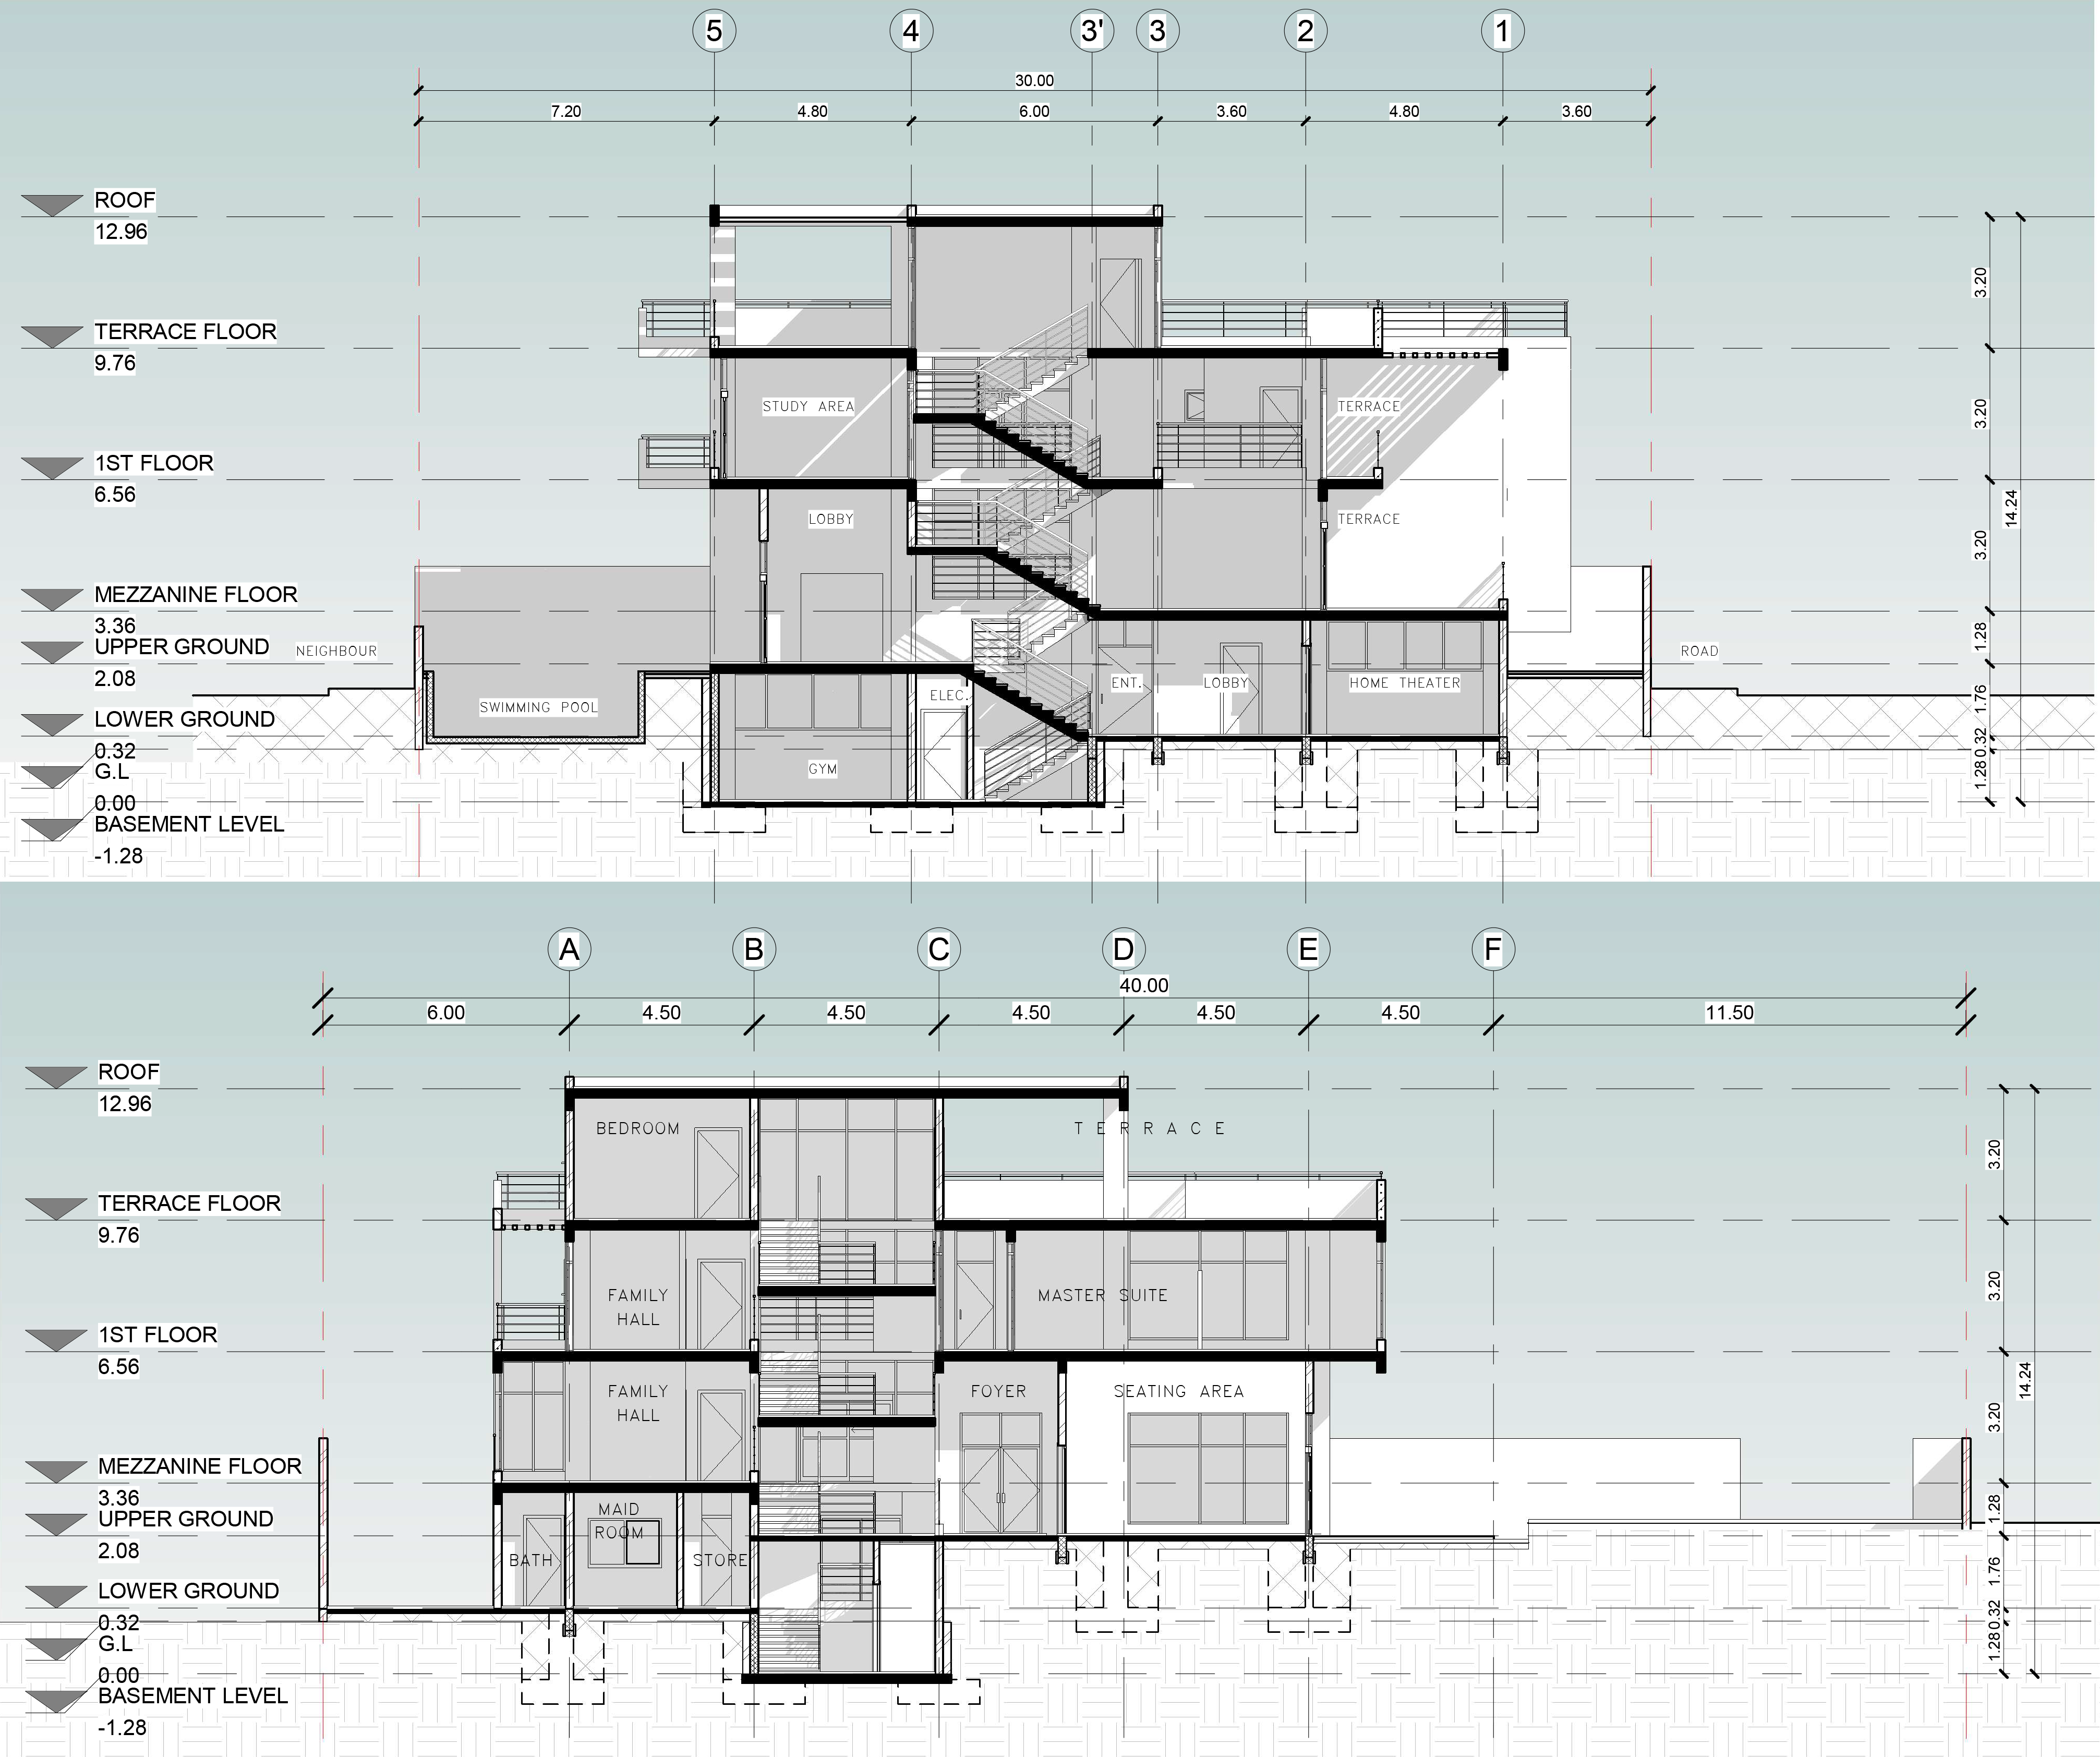 5 4 3' 3 2 1
30.00
7.20 4.80 6.00 3.60 4.80 3.60
ROOF
12.96
3.20
TERRACE FLOOR
9.76
STUDY AREA TERRACE
3.20
1ST FLOOR
6.56
LOBBY TERRACE
14.24
3.20
MEZZANINE FLOOR
3.36
1.28
UPPER GROUND
NEIGHBOUR ROAD
2.08
ELEC. ENT. LOBBY HOME THEATER
SWIMMING POOL
1.76
LOWER GROUND
0.32
0.32
G.L
GYM
1.28
0.00
BASEMENT LEVEL
-1.28
A B C D E F
40.00
6.00 4.50 4.50 4.50 4.50 4.50 11.50
ROOF
12.96
BEDROOM TERRACE
3.20
TERRACE FLOOR
9.76
FAMILY
HALL
MASTER SUITE
3.20
1ST FLOOR
6.56
FAMILY
HALL
FOYER SEATING AREA
14.24
3.20
MEZZANINE FLOOR
3.36
1.28
UPPER GROUND
MAID
ROOM
2.08
BATH STORE
1.76
LOWER GROUND
0.32
0.32
G.L
1.28
0.00
BASEMENT LEVEL
-1.28